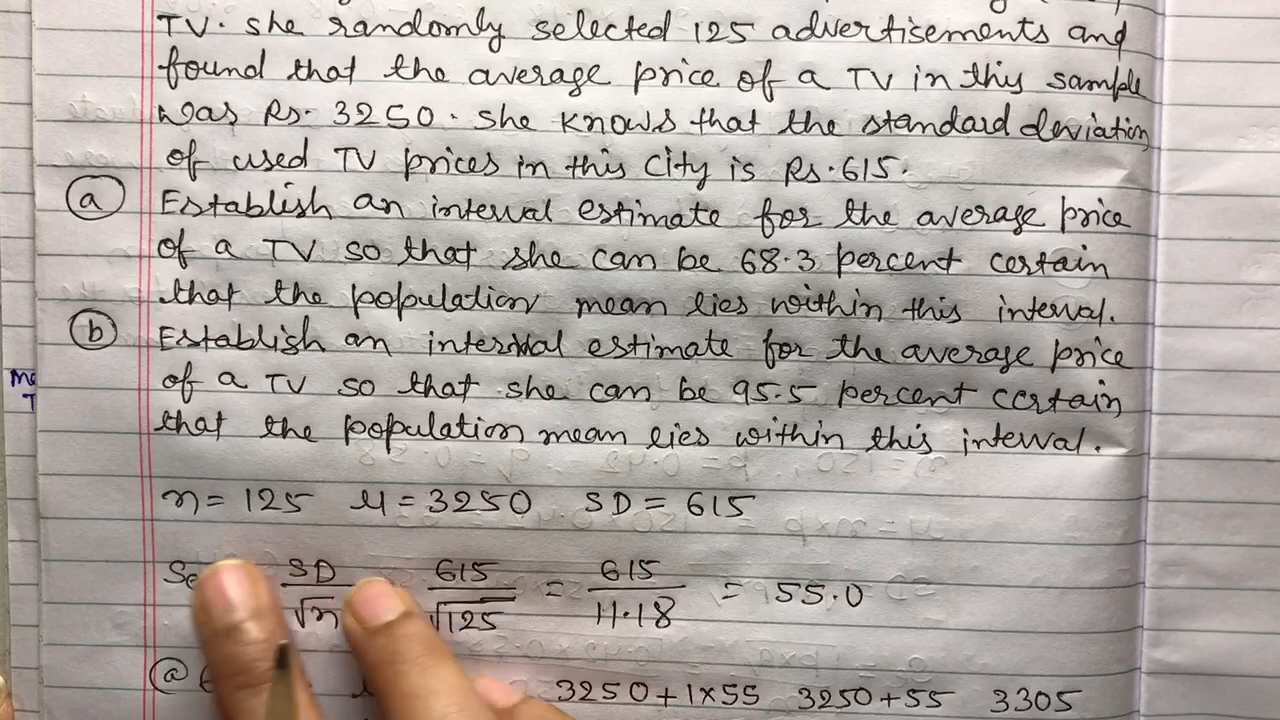 TV. she randomly selected 125 advertisements and
found that the average price of a TV in this sample
was Rs. 3250. she knows that the standard deviation
of used TV prices in this city is Rs. 615.
(a) Establish an interval estimate for the average price
of a TV so that she can be 68.3 percent certain
that the population mean lies within this interval.
(b) Establish an interval estimate for the average price
of a TV so that she can be 95.5 percent certain
that the population mean lies within this interval.
n = 125 μ = 3250 SD = 615
Se SD/√n 615/√125 = 615/11.18 = 55.0
(a) 3250+1×55 3250+55 3305